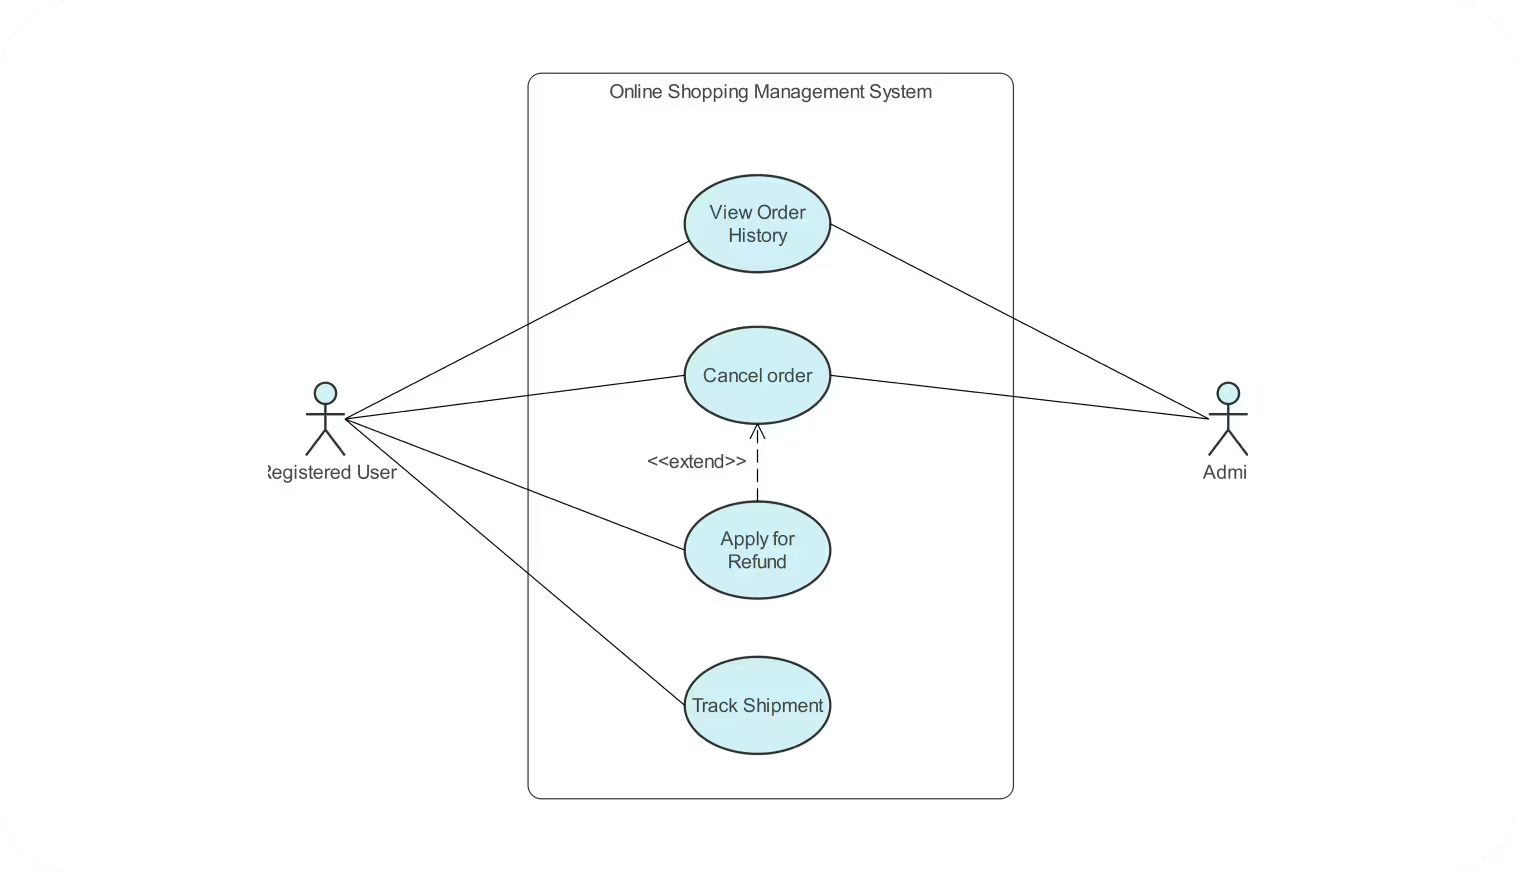 Online Shopping Management System
View Order
History
Cancel order
<<extend>>
Registered User
Admi
Apply for
Refund
Track Shipment